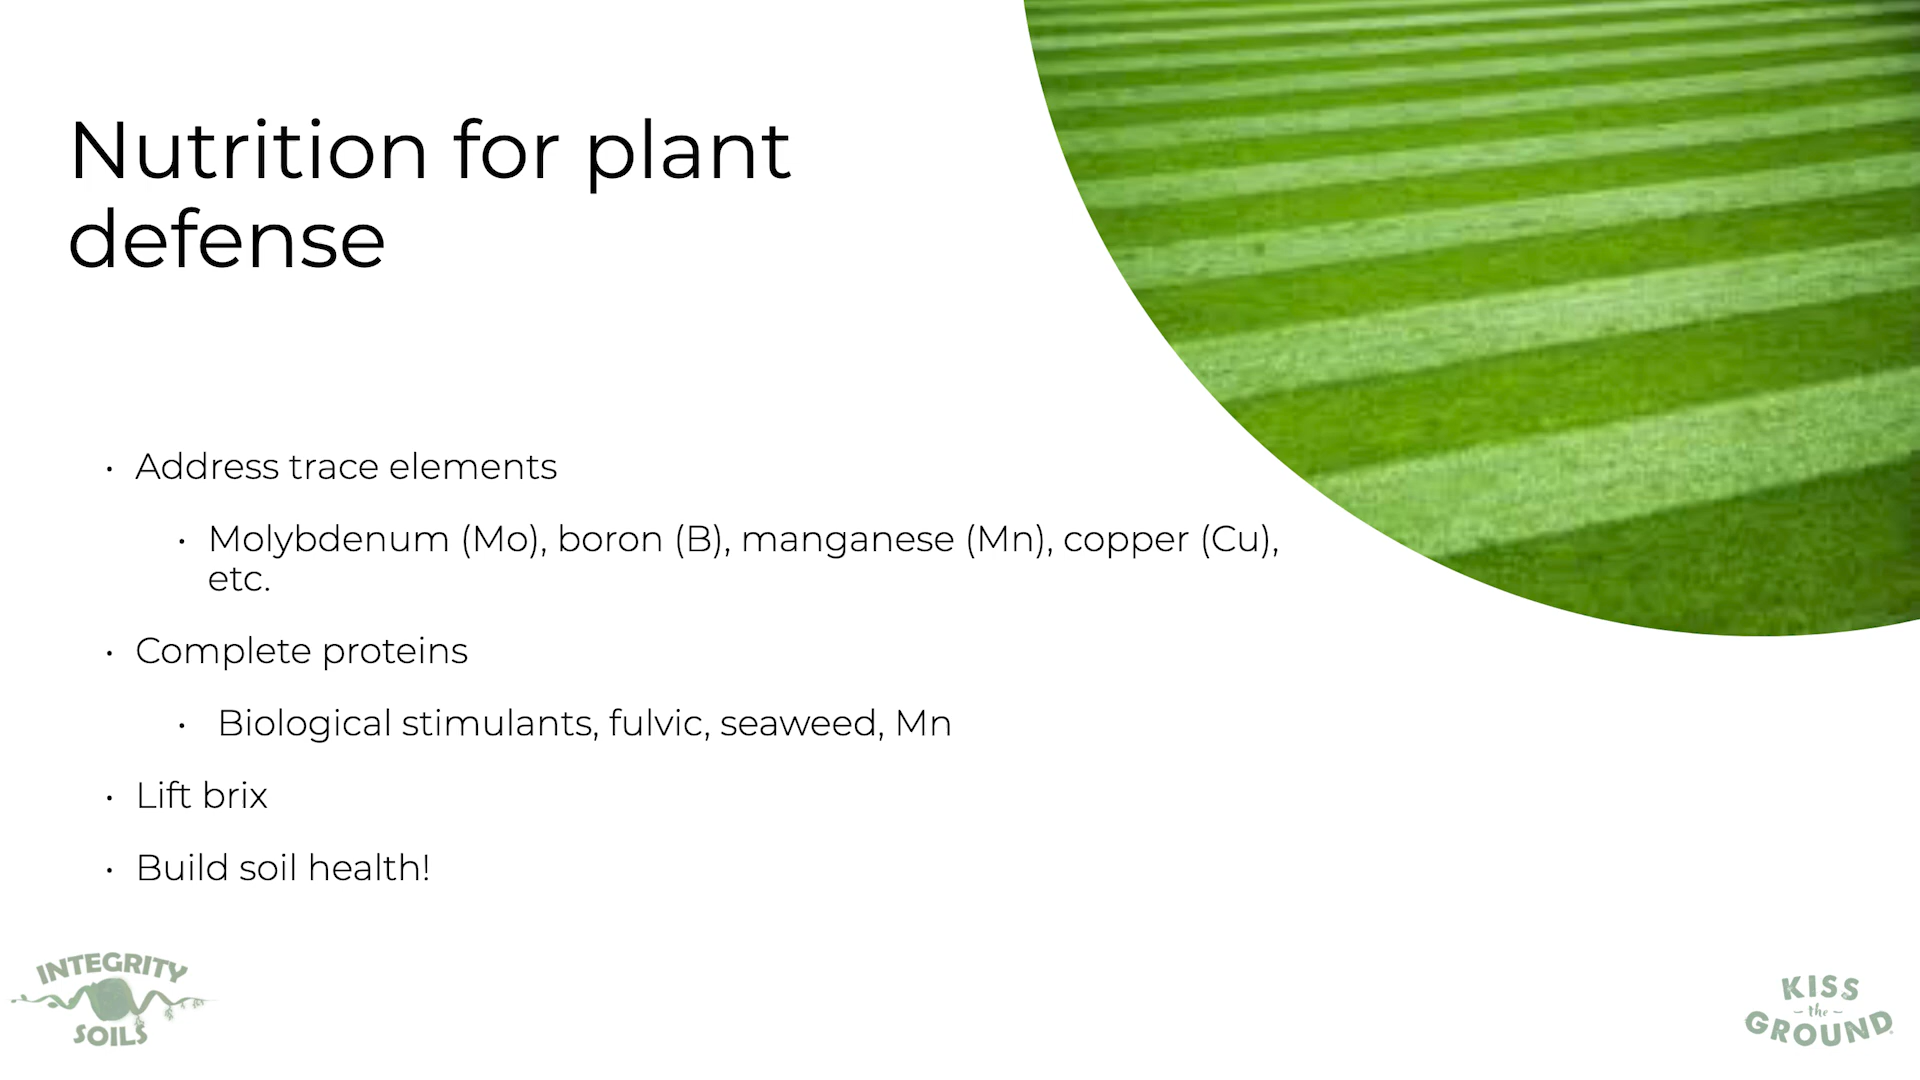 Nutrition for plant
defense
· Address trace elements
· Molybdenum (Mo), boron (B), manganese (Mn), copper (Cu),
etc.
· Complete proteins
· Biological stimulants, fulvic, seaweed, Mn
· Lift brix
· Build soil health!
INTEGRITY
SOILS
KISS
the
GROUND